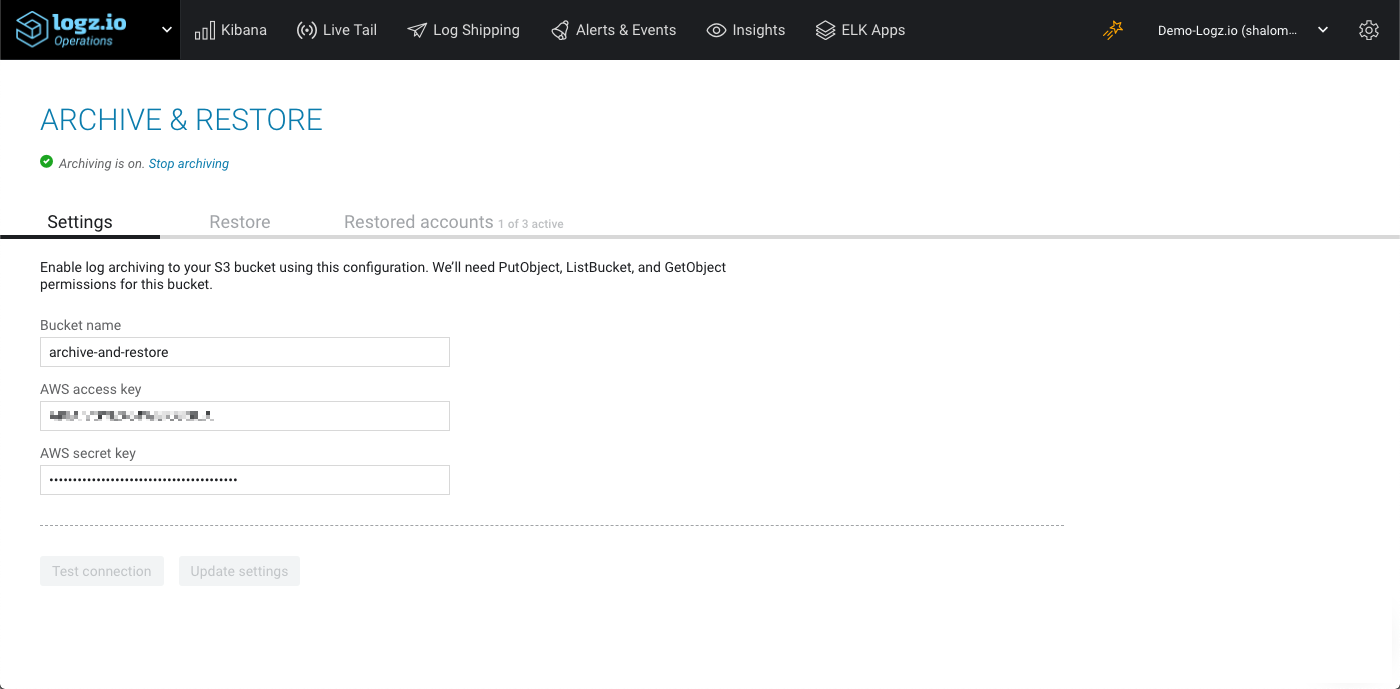 logz.io
Operations
Kibana
Live Tail
Log Shipping
Alerts & Events
Insights
ELK Apps
Demo-Logz.io (shalom...
ARCHIVE & RESTORE
Archiving is on. Stop archiving
Settings
Restore
Restored accounts 1 of 3 active
Enable log archiving to your S3 bucket using this configuration. We’ll need PutObject, ListBucket, and GetObject
permissions for this bucket.
Bucket name
archive-and-restore
AWS access key
AWS secret key
Test connection
Update settings